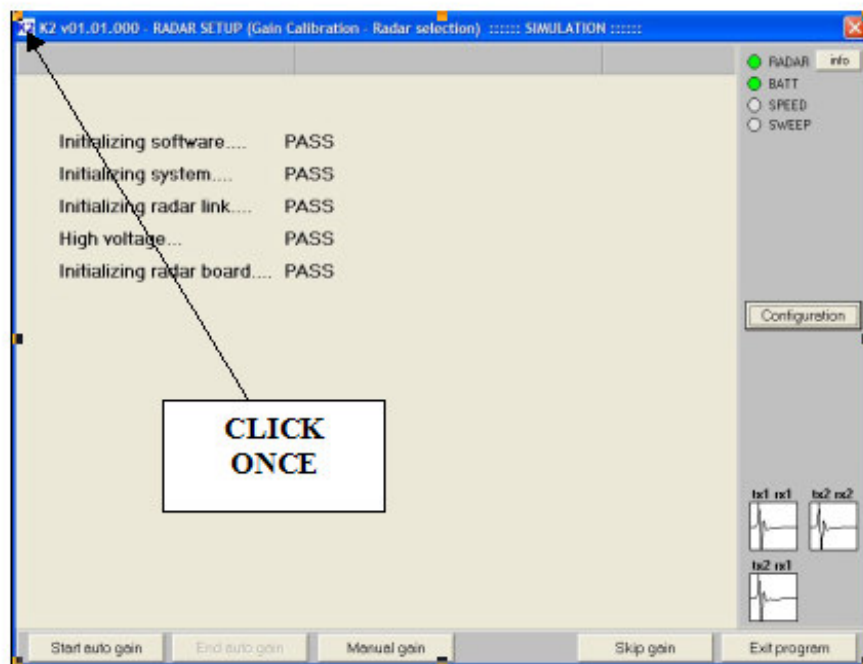 K2 K2 v01.01.000 - RADAR SETUP (Gain Calibration - Radar selection) :::::: SIMULATION ::::::
RADAR info
BATT
SPEED
SWEEP
Initializing software.... PASS
Initializing system.... PASS
Initializing radar link.... PASS
High voltage... PASS
Initializing radar board.... PASS
Configuration
CLICK
ONCE
tx1 rx1 tx2 rx2
tx2 rx1
Start auto gain End auto gain Manual gain Skip gain Exit program